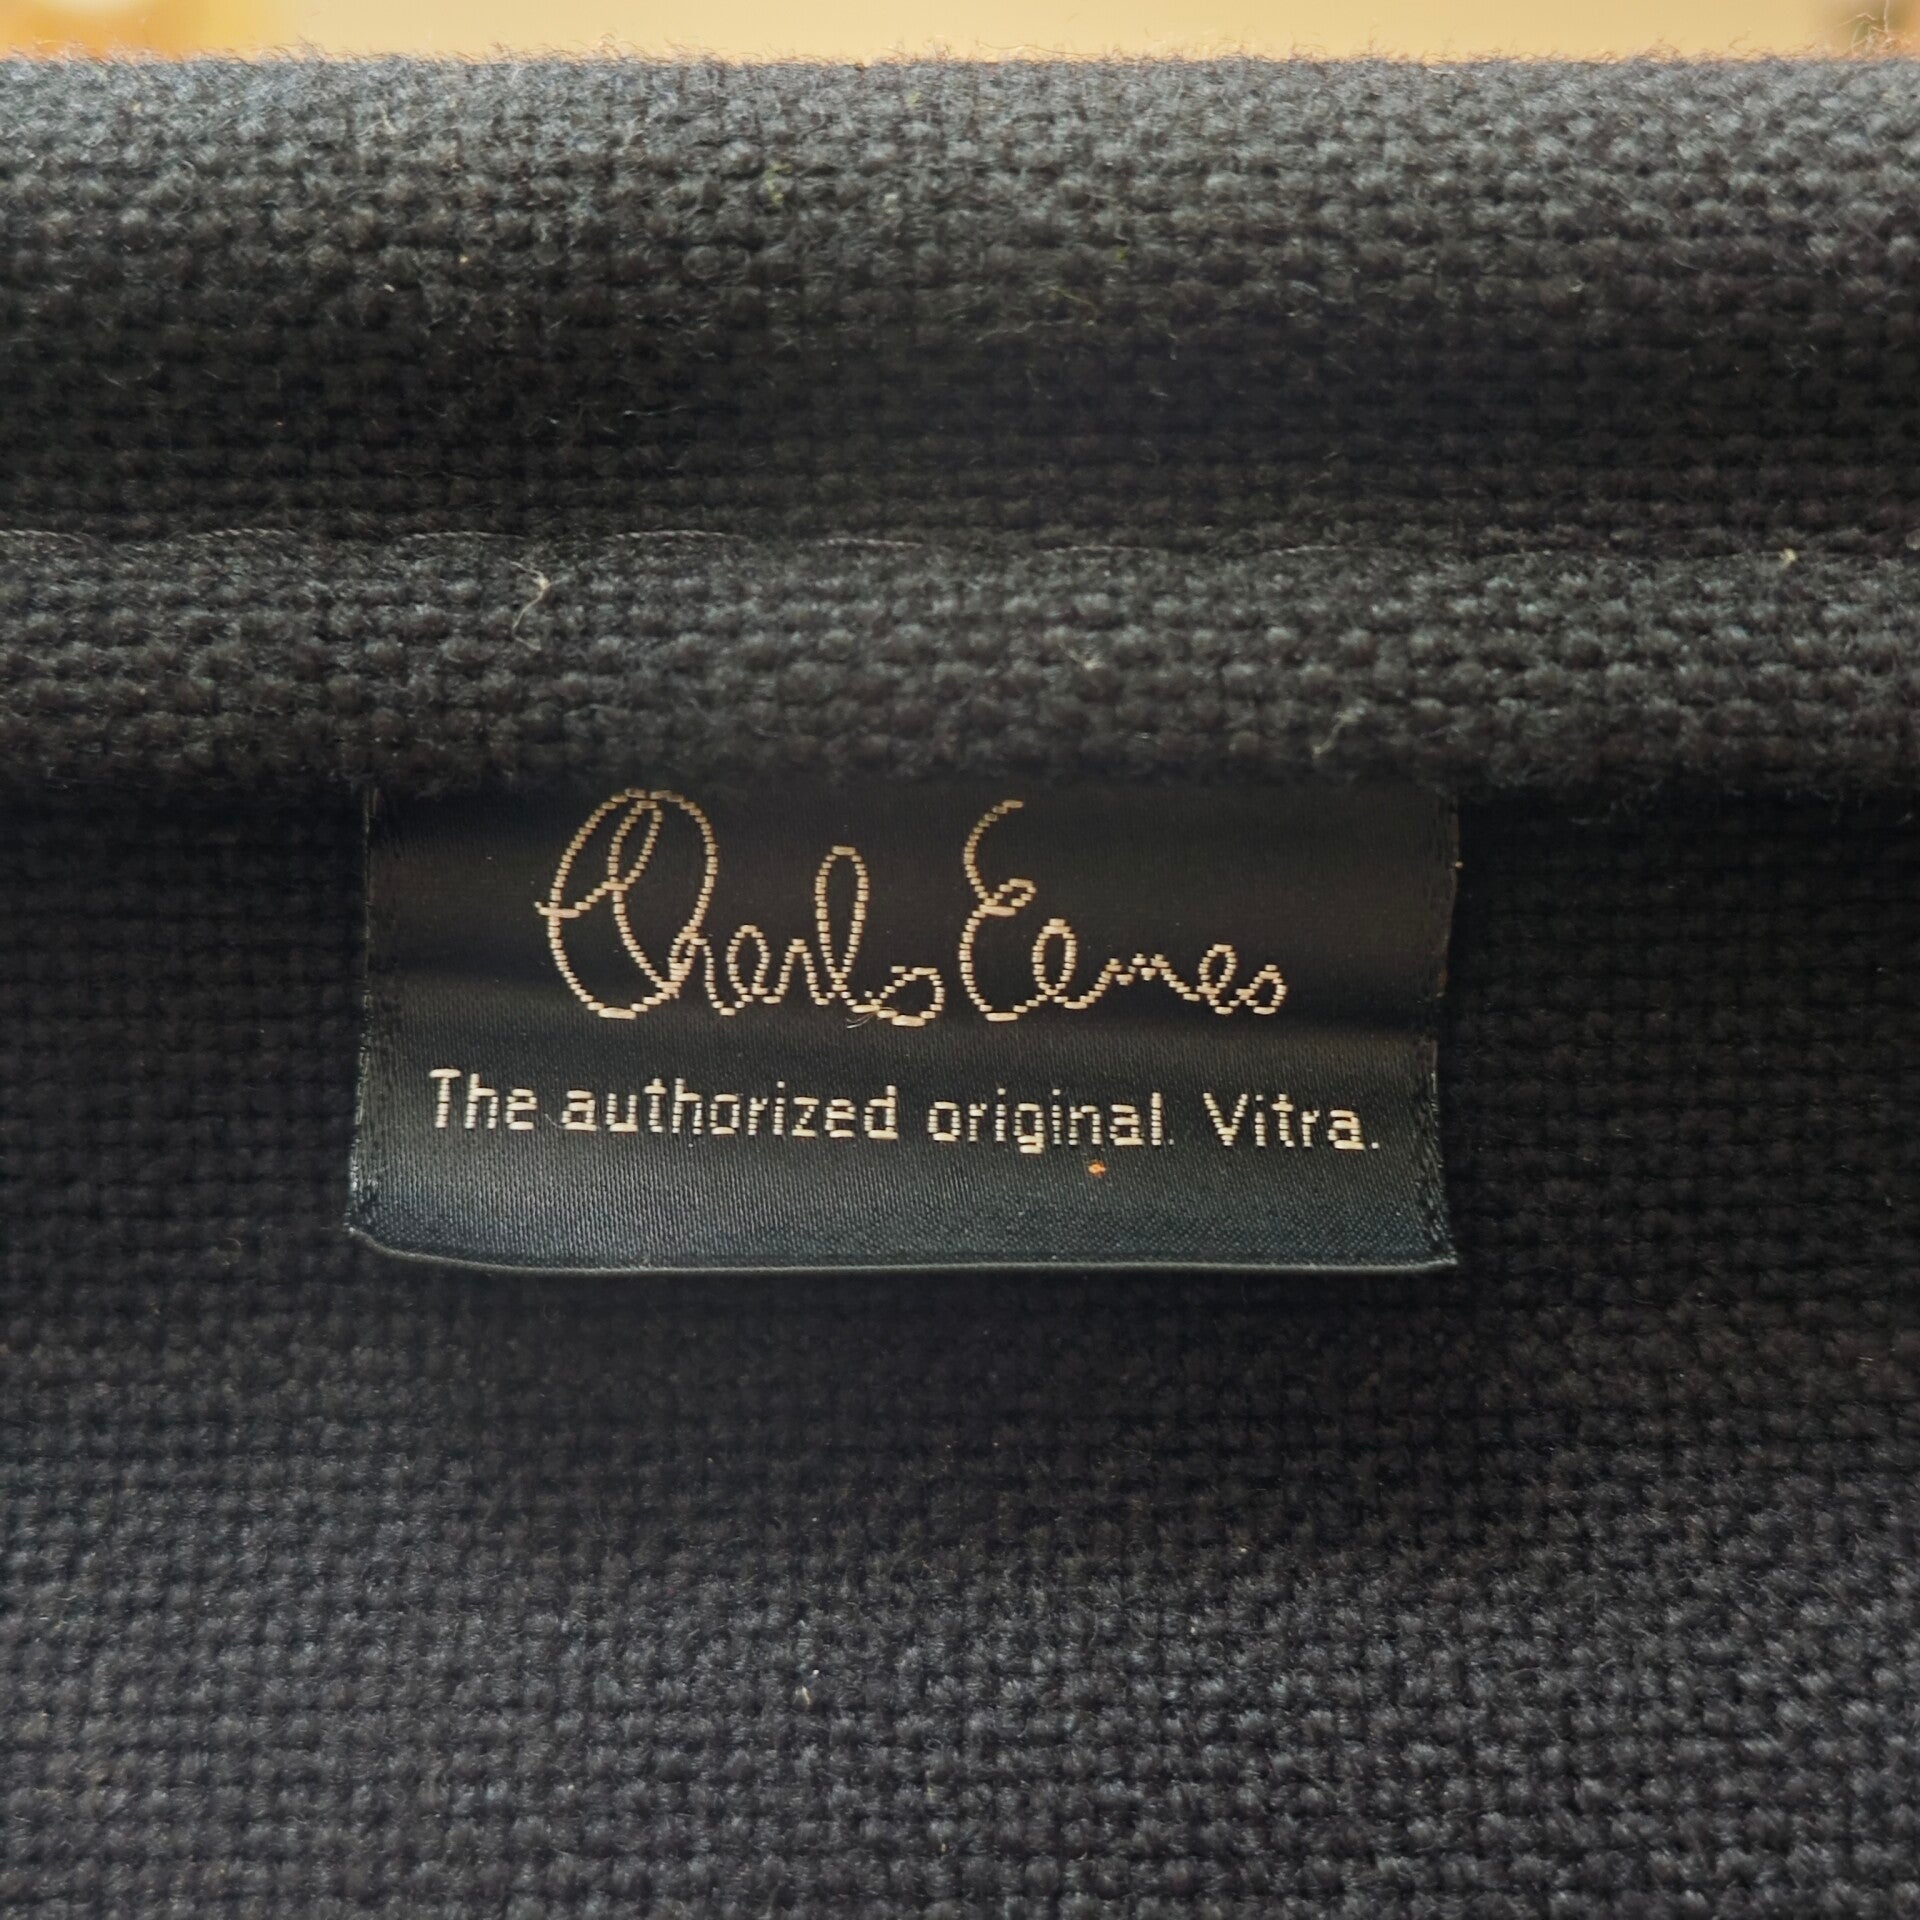 Charles Eames
The authorized original. Vitra.